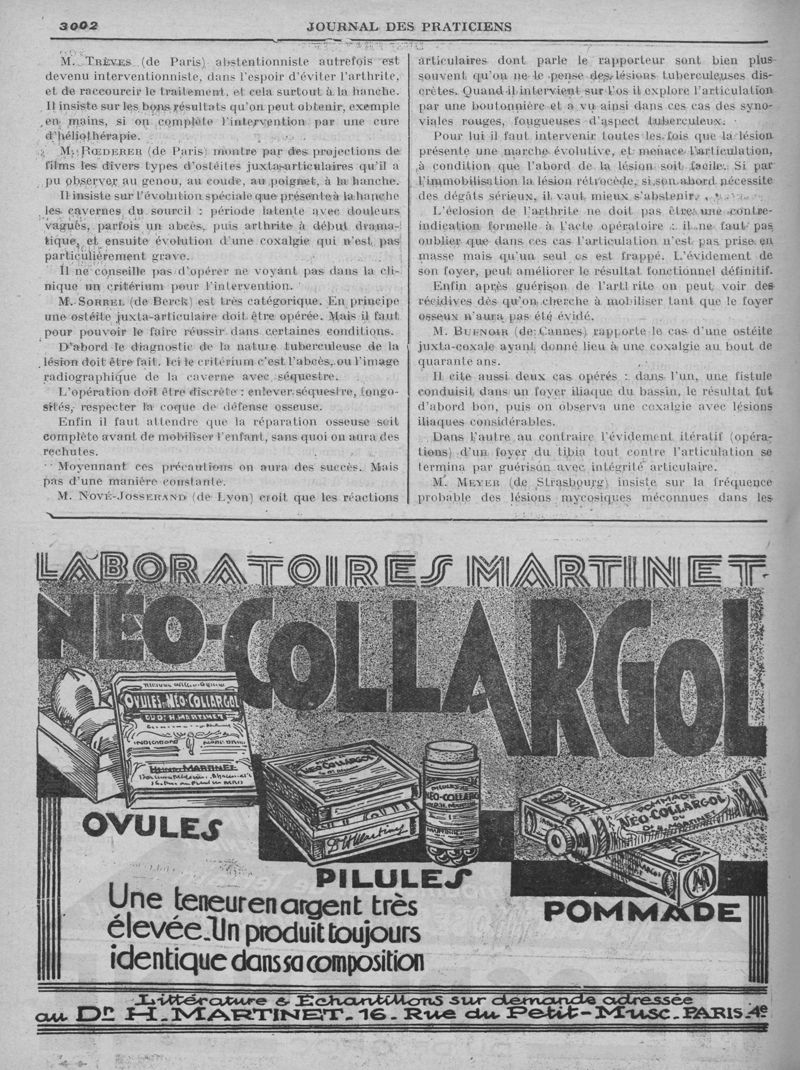 3002
JOURNAL DES PRATICIENS
M. TRÈVES (de Paris) abstentionniste autrefois est
devenu interventionniste, dans l'espoir d'éviter l'arthrite,
et de raccourcir le traitement, et cela surtout à la hanche.
Il insiste sur les bons résultats qu'on peut obtenir, exemple
en mains, si on complète l'intervention par une cure
d'héliothérapie.
M. RŒDERER (de Paris) montre par des projections de
films les divers types d'ostéites juxta-articulaires qu'il a
pu observer au genou, au coude, au poignet, à la hanche.
Il insiste sur l'évolution spéciale que présente à la hanche
les cavernes du sourcil : période latente avec douleurs
vagues, parfois un abcès, puis arthrite à début drama-
tique, et ensuite évolution d'une coxalgie qui n'est pas
particulièrement grave.
Il ne conseille pas d'opérer ne voyant pas dans la cli-
nique un critérium pour l'intervention.
M. SORREL (de Berck) est très catégorique. En principe
une ostéite juxta-articulaire doit être opérée. Mais il faut
pour pouvoir le faire réussir dans certaines conditions.
D'abord le diagnostic de la nature tuberculeuse de la
lésion doit être fait. Ici le critérium c'est l'abcès, ou l'image
radiographique de la caverne avec séquestre.
L'opération doit être discrète : enlever séquestre, fongo-
sités, respecter la coque de défense osseuse.
Enfin il faut attendre que la réparation osseuse soit
complète avant de mobiliser l'enfant, sans quoi on aura des
rechutes.
Moyennant ces précautions on aura des succès. Mais
pas d'une manière constante.
M. NOVÉ-JOSSERAND (de Lyon) croit que les réactions
articulaires dont parle le rapporteur sont bien plus
souvent qu'on ne le pense des lésions tuberculeuses dis-
crètes. Quand il intervient sur l'os il explore l'articulation
par une boutonnière et a vu ainsi dans ces cas des syno-
viales rouges, fougueuses d'aspect tuberculeux.
Pour lui il faut intervenir toutes les fois que la lésion
présente une marche évolutive, et menace l'articulation,
à condition que l'abord de la lésion soit facile. Si par
l'immobilisation la lésion rétrocède, si son abord nécessite
des dégâts sérieux, il vaut mieux s'abstenir.
L'éclosion de l'arthrite ne doit pas être une contre-
indication formelle à l'acte opératoire : il ne faut pas
oublier que dans ces cas l'articulation n'est pas prise en
masse mais qu'un seul os est frappé. L'évidement de
son foyer, peut améliorer le résultat fonctionnel définitif.
Enfin après guérison de l'arthrite on peut voir des
récidives dès qu'on cherche à mobiliser tant que le foyer
osseux n'aura pas été évidé.
M. (de Cannes) rapporte le cas d'une ostéite
juxta-coxale ayant donné lieu à une coxalgie au bout de
quarante ans.
Il cite aussi deux cas opérés : dans l'un, une fistule
conduisit dans un foyer iliaque du bassin, le résultat fut
d'abord bon, puis on observa une coxalgie avec lésions
iliaques considérables.
Dans l'autre au contraire l'évidement itératif (opéra-
tions) d'un foyer du tibia tout contre l'articulation se
termina par guérison avec intégrité articulaire.
M. MEYER (de Strasbourg) insiste sur la fréquence
probable des lésions mycosiques méconnues dans les
LABORATOIRES MARTINET
NÉO-COLLARGOL
OVULES NÉO-COLLARGOL
DU DR H. MARTINET
HENRI MARTINET
NÉO COLLARGOL
Dr H Martinet
PILULES
NÉO-COLLARGOL
POMMADE
NÉO-COLLARGOL
DU
DR H. MARTINET
M
OVULES
PILULES
POMMADE
Une teneur en argent très
élevée. Un produit toujours
identique dans sa composition
Littérature & Échantillons sur demande adressée
au Dr H. MARTINET - 16 - Rue du Petit-Musc - PARIS. 4e